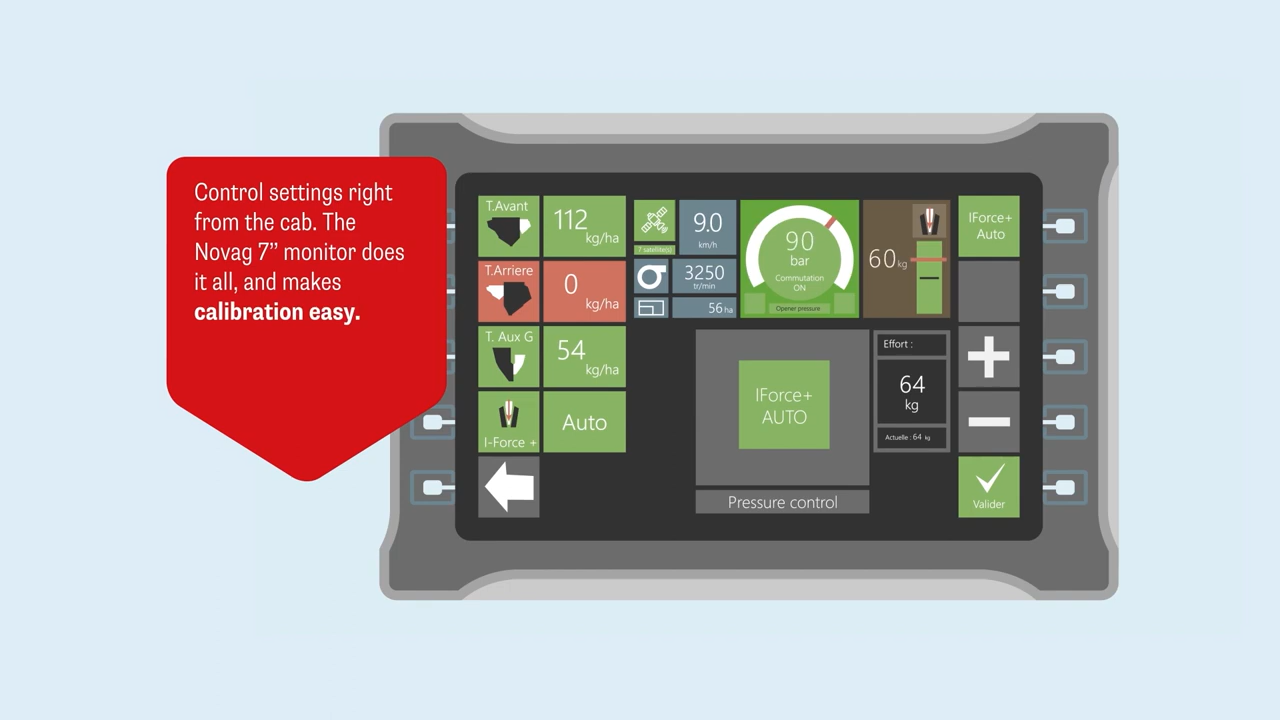 Control settings right
from the cab. The
Novag 7” monitor does
it all, and makes
calibration easy.
T.Avant
112
kg/ha
T.Arriere
0
kg/ha
T. Aux G
54
kg/ha
I-Force +
Auto
7 satellite(s)
9.0
km/h
3250
tr/min
56 ha
90
bar
Commutation
ON
Opener pressure
60 kg
IForce+
AUTO
Pressure control
Effort :
64
kg
Actuelle : 64 kg
IForce+
Auto
Valider